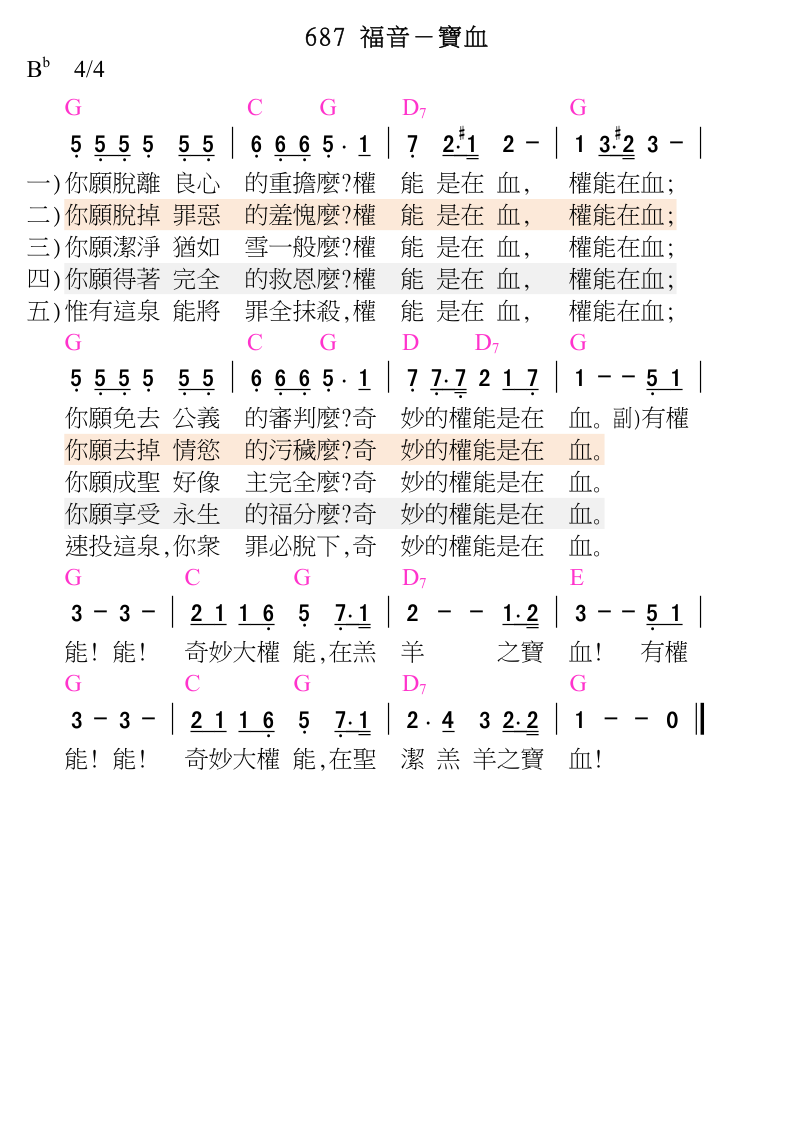 687 福音－寶血
B♭ 4/4
G C G D7 G
5 5 5 5 5 5 | 6 6 6 5 · 1 | 7 2·#1 2 － | 1 3·#2 3 － |
一)你願脫離 良心 的重擔麼?權 能 是在 血, 權能在血;
二)你願脫掉 罪惡 的羞愧麼?權 能 是在 血, 權能在血;
三)你願潔淨 猶如 雪一般麼?權 能 是在 血, 權能在血;
四)你願得著 完全 的救恩麼?權 能 是在 血, 權能在血;
五)惟有這泉 能將 罪全抹殺,權 能 是在 血, 權能在血;
G C G D D7 G
5 5 5 5 5 5 | 6 6 6 5 · 1 | 7 7·7 2 1 7 | 1 － － 5 1 |
你願免去 公義 的審判麼?奇 妙的權能是在 血。 副)有權
你願去掉 情慾 的污穢麼?奇 妙的權能是在 血。
你願成聖 好像 主完全麼?奇 妙的權能是在 血。
你願享受 永生 的福分麼?奇 妙的權能是在 血。
速投這泉,你衆 罪必脫下,奇 妙的權能是在 血。
G C G D7 E
3 － 3 － | 2 1 1 6 5 7·1 | 2 － － 1·2 | 3 － － 5 1 |
能! 能! 奇妙大權 能,在羔 羊 之寶 血! 有權
G C G D7 G
3 － 3 － | 2 1 1 6 5 7·1 | 2 · 4 3 2·2 | 1 － － 0 ||
能! 能! 奇妙大權 能,在聖 潔 羔 羊之寶 血!